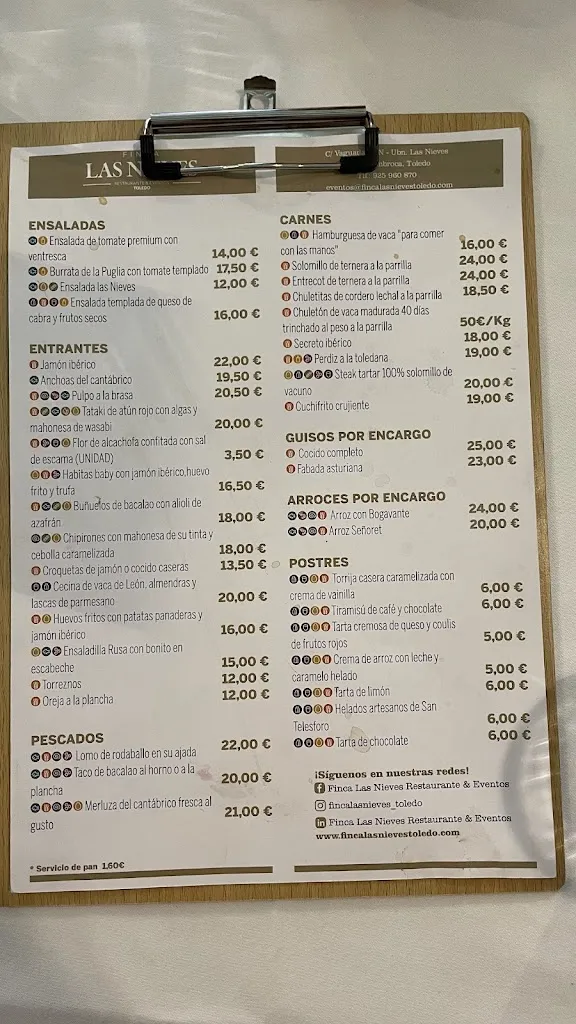 FINCA
LAS N ES
RESTAURANTE
TOLEDO
C/ N - Ubn. Las Nieves
Toledo
925 960 870
eventos@fincalasnievestoledo.com
ENSALADAS
Ensalada de tomate premium con
ventresca 14,00 €
Burrata de la Puglia con tomate templado 17,50 €
Ensalada las Nieves 12,00 €
Ensalada templada de queso de
cabra y frutos secos 16,00 €
ENTRANTES
Jamón ibérico 22,00 €
Anchoas del cantábrico 19,50 €
Pulpo a la brasa 20,50 €
Tataki de atún rojo con algas y
mahonesa de wasabi 20,00 €
Flor de alcachofa confitada con sal
de escama (UNIDAD) 3,50 €
Habitas baby con jamón ibérico, huevo
frito y trufa 16,50 €
Buñuelos de bacalao con alioli de
azafrán 18,00 €
Chipirones con mahonesa de su tinta y
cebolla caramelizada 18,00 €
Croquetas de jamón o cocido caseras 13,50 €
Cecina de vaca de León, almendras y
lascas de parmesano 20,00 €
Huevos fritos con patatas panaderas y
jamón ibérico 16,00 €
Ensaladilla Rusa con bonito en
escabeche 15,00 €
Torreznos 12,00 €
Oreja a la plancha 12,00 €
PESCADOS
Lomo de rodaballo en su ajada 22,00 €
Taco de bacalao al horno o a la
plancha 20,00 €
Merluza del cantábrico fresca al
gusto 21,00 €
* Servicio de pan 1,60€
CARNES
Hamburguesa de vaca "para comer
con las manos" 16,00 €
Solomillo de ternera a la parrilla 24,00 €
Entrecot de ternera a la parrilla 24,00 €
Chuletitas de cordero lechal a la parrilla 18,50 €
Chuletón de vaca madurada 40 días
trinchado al peso a la parrilla 50€/Kg
Secreto ibérico 18,00 €
Perdiz a la toledana 19,00 €
Steak tartar 100% solomillo de
vacuno 20,00 €
Cuchifrito crujiente 19,00 €
GUISOS POR ENCARGO
Cocido completo 25,00 €
Fabada asturiana 23,00 €
ARROCES POR ENCARGO
Arroz con Bogavante 24,00 €
Arroz Señoret 20,00 €
POSTRES
Torrija casera caramelizada con
crema de vainilla 6,00 €
Tiramisú de café y chocolate 6,00 €
Tarta cremosa de queso y coulis
de frutos rojos 5,00 €
Crema de arroz con leche y
caramelo helado 5,00 €
Tarta de limón 6,00 €
Helados artesanos de San
Telesforo 6,00 €
Tarta de chocolate 6,00 €
¡Síguenos en nuestras redes!
Finca Las Nieves Restaurante & Eventos
fincalasnieves_toledo
Finca Las Nieves Restaurante & Eventos
www.fincalasnievestoledo.com